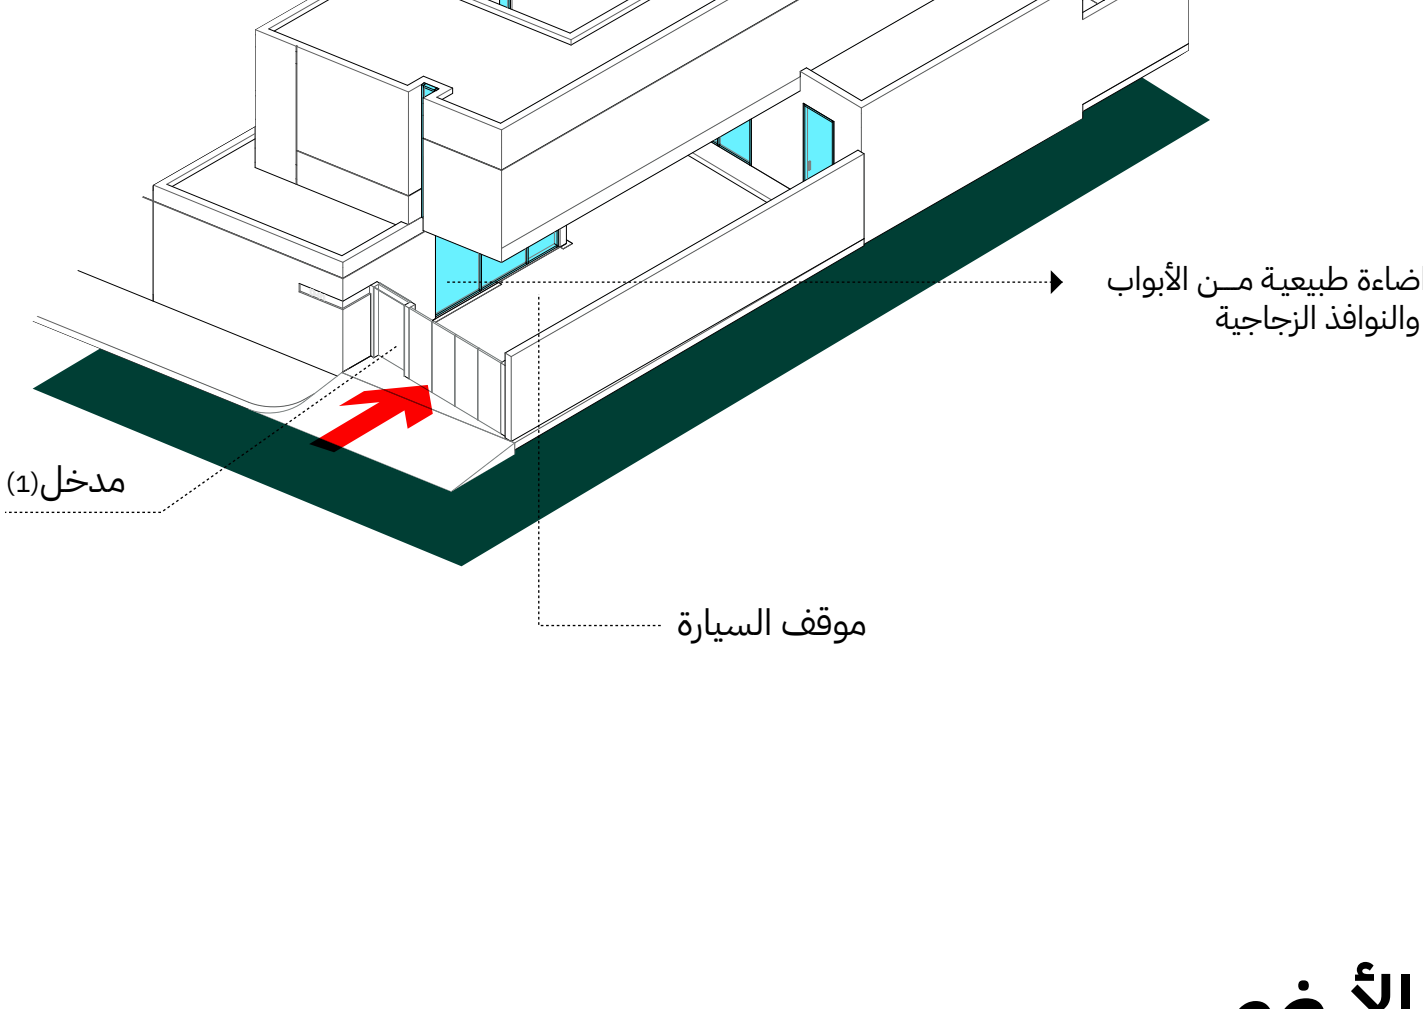 اضاءة طبيعية مــن الأبواب
والنوافذ الزجاجية
مدخل(1)
موقف السيارة